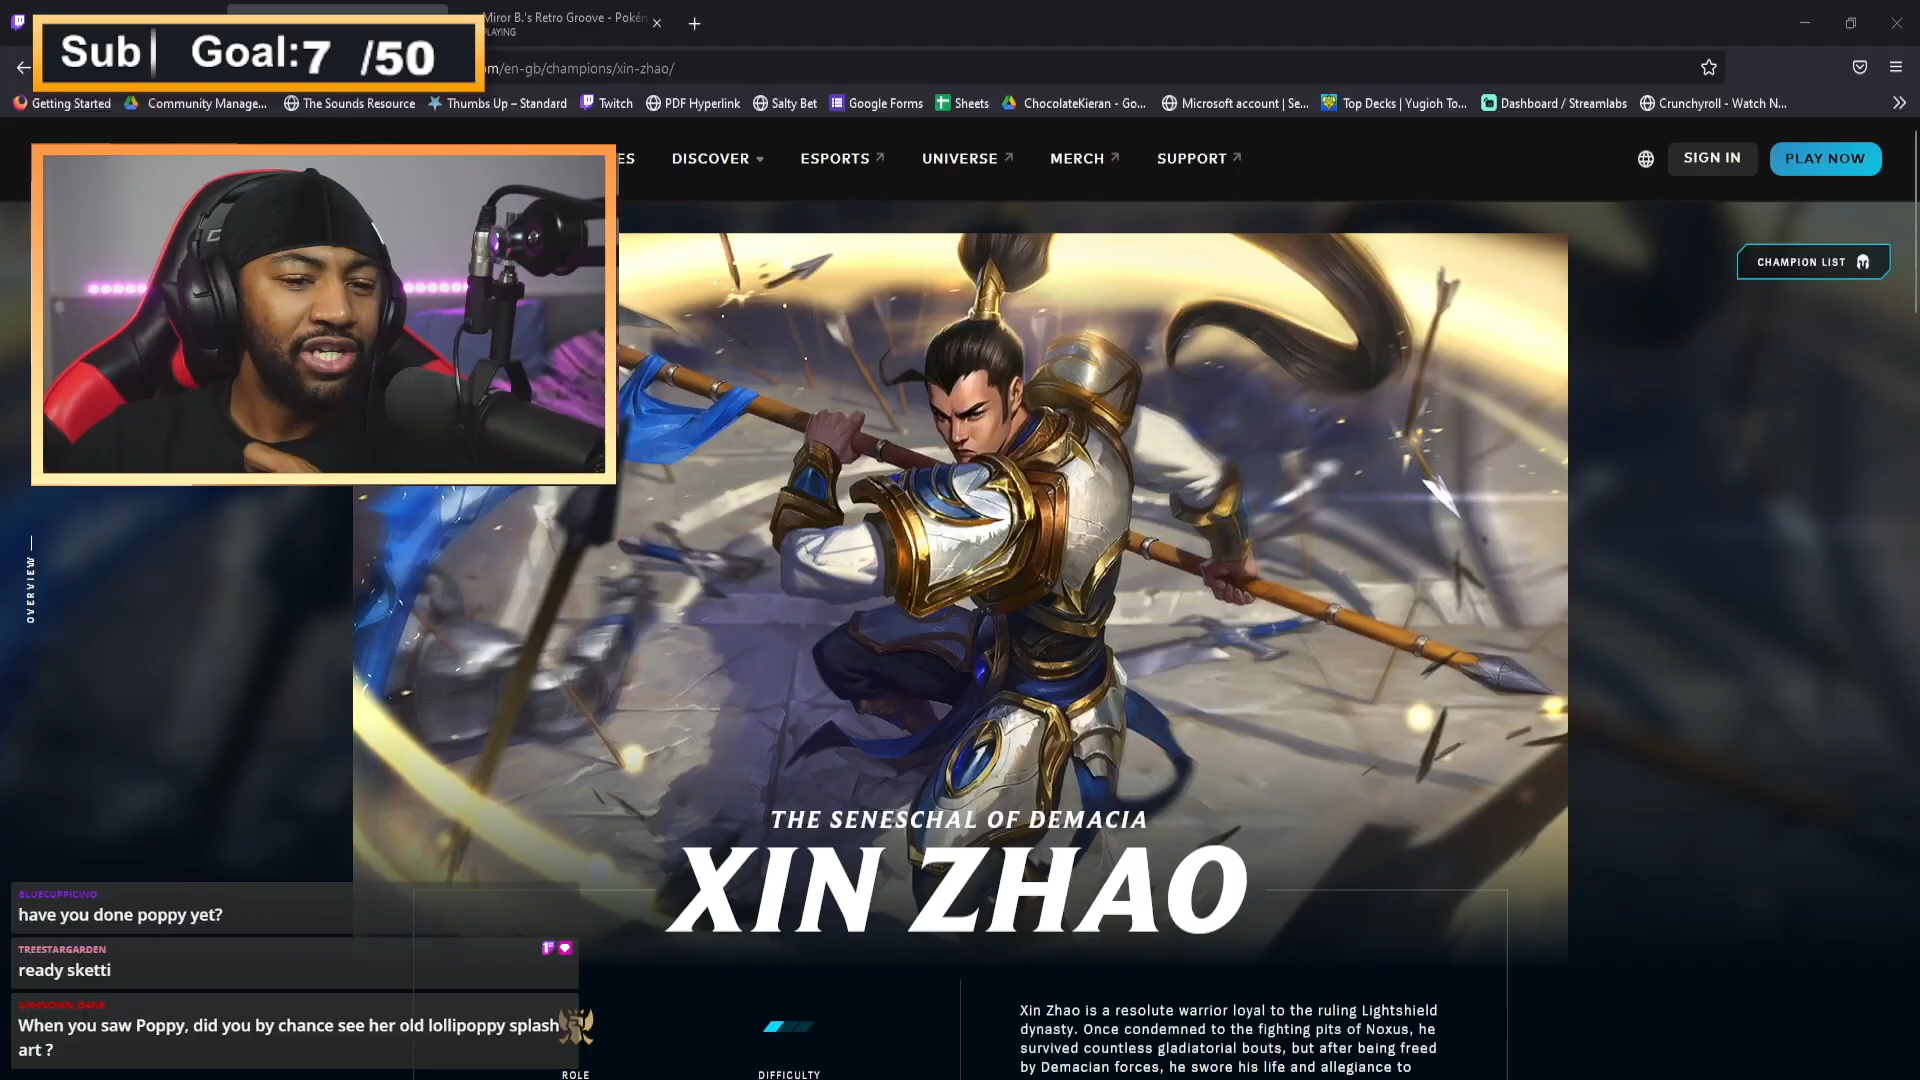 Miror B.'s Retro Groove - Pokém
PLAYING
Sub Goal:7 /50
om/en-gb/champions/xin-zhao/
Getting Started Community Manage... The Sounds Resource Thumbs Up – Standard Twitch PDF Hyperlink Salty Bet Google Forms Sheets ChocolateKieran - Go... Microsoft account | Se... Top Decks | Yugioh To... Dashboard / Streamlabs Crunchyroll - Watch N...
ES DISCOVER ESPORTS UNIVERSE MERCH SUPPORT SIGN IN PLAY NOW
CHAMPION LIST
OVERVIEW
THE SENESCHAL OF DEMACIA
XIN ZHAO
BLUECUPPICINO
have you done poppy yet?
TREESTARGARDEN
ready sketti
UNKNOWN_DANE
When you saw Poppy, did you by chance see her old lollipoppy splash
art ?
ROLE
DIFFICULTY
Xin Zhao is a resolute warrior loyal to the ruling Lightshield
dynasty. Once condemned to the fighting pits of Noxus, he
survived countless gladiatorial bouts, but after being freed
by Demacian forces, he swore his life and allegiance to